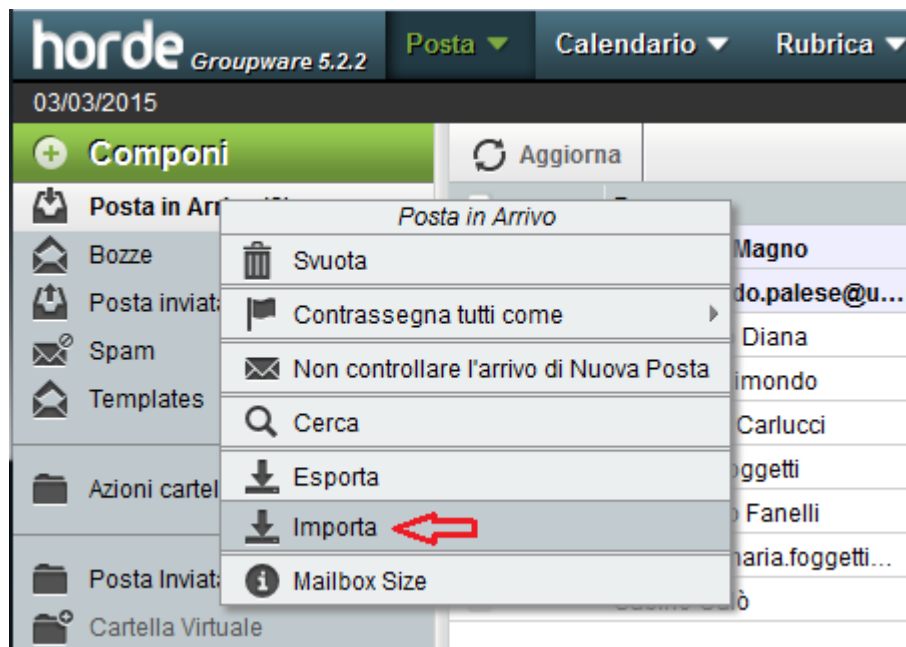 horde Groupware 5.2.2 Posta Calendario Rubrica
03/03/2015
Componi
Aggiorna
Posta in Arrivo
Posta in Arrivo
Svuota
Contrassegna tutti come
Non controllare l'arrivo di Nuova Posta
Cerca
Esporta
Importa
Mailbox Size
Bozze
Posta inviata
Spam
Templates
Azioni cartel
Posta Inviata
Cartella Virtuale
Magno
do.palese@u...
Diana
imondo
Carlucci
oggetti
Fanelli
naria.foggetti...